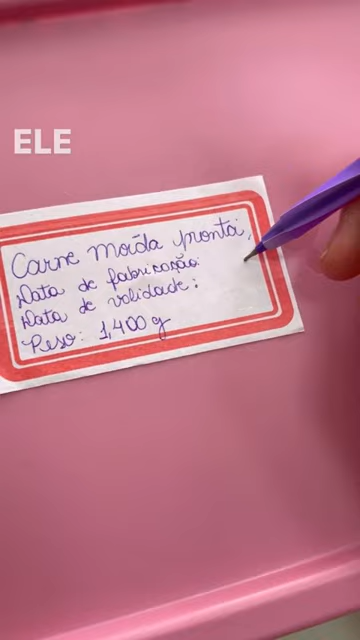 ELE
Carne moída pronta,
Data de fabricação:
Data de validade:
Peso: 1,400 g